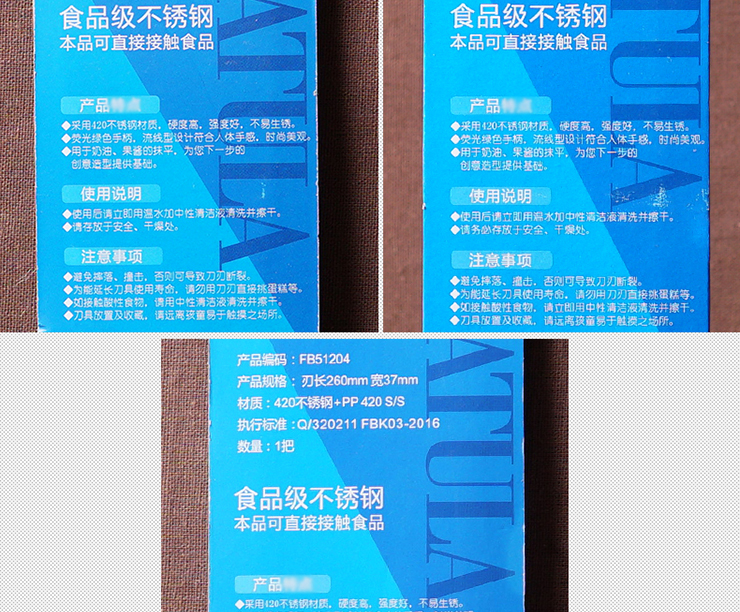 食品级不锈钢
本品可直接接触食品
产品
◆采用420不锈钢材质，硬度高，强度好，不易生锈。
◆荧光绿色手柄，流线型设计符合人体手感，时尚美观。
◆用于奶油、果酱的抹平，为您下一步的
创意造型提供基础。
使用说明
◆使用后请立即用温水加中性清洁液清洗并擦干。
◆请存放于安全、干燥处。
注意事项
◆避免摔落、撞击，否则可导致刀刃断裂。
◆为能延长刀具使用寿命，请勿用刀刃直接挑蛋糕等。
◆如接触酸性食物，请用中性清洁液清洗并擦干。
◆刀具放置及收藏，请远离孩童易于触摸之场所。
ATULA
食品级不锈钢
本品可直接接触食品
产品
◆采用420不锈钢材质，硬度高，强度好，不易生锈。
◆荧光绿色手柄，流线型设计符合人体手感，时尚美观。
◆用于奶油、果酱的抹平，为您下一步的
创意造型提供基础。
使用说明
◆使用后请立即用温水加中性清洁液清洗并擦干。
◆请务必存放于安全、干燥处。
注意事项
◆避免摔落、撞击，否则可导致刀刃断裂。
◆为能延长刀具使用寿命，请勿用刀刃直接挑蛋糕等。
◆如接触酸性食物，请立即用中性清洁液清洗并擦干。
◆刀具放置及收藏，请远离孩童易于触摸之场所。
TULA
产品编码：FB51204
产品规格：刃长260mm 宽37mm
材质：420不锈钢+PP 420 S/S
执行标准：Q/320211 FBK03-2016
数量：1把
食品级不锈钢
本品可直接接触食品
产品
◆采用420不锈钢材质，硬度高，强度好，不易生锈。
ATULA